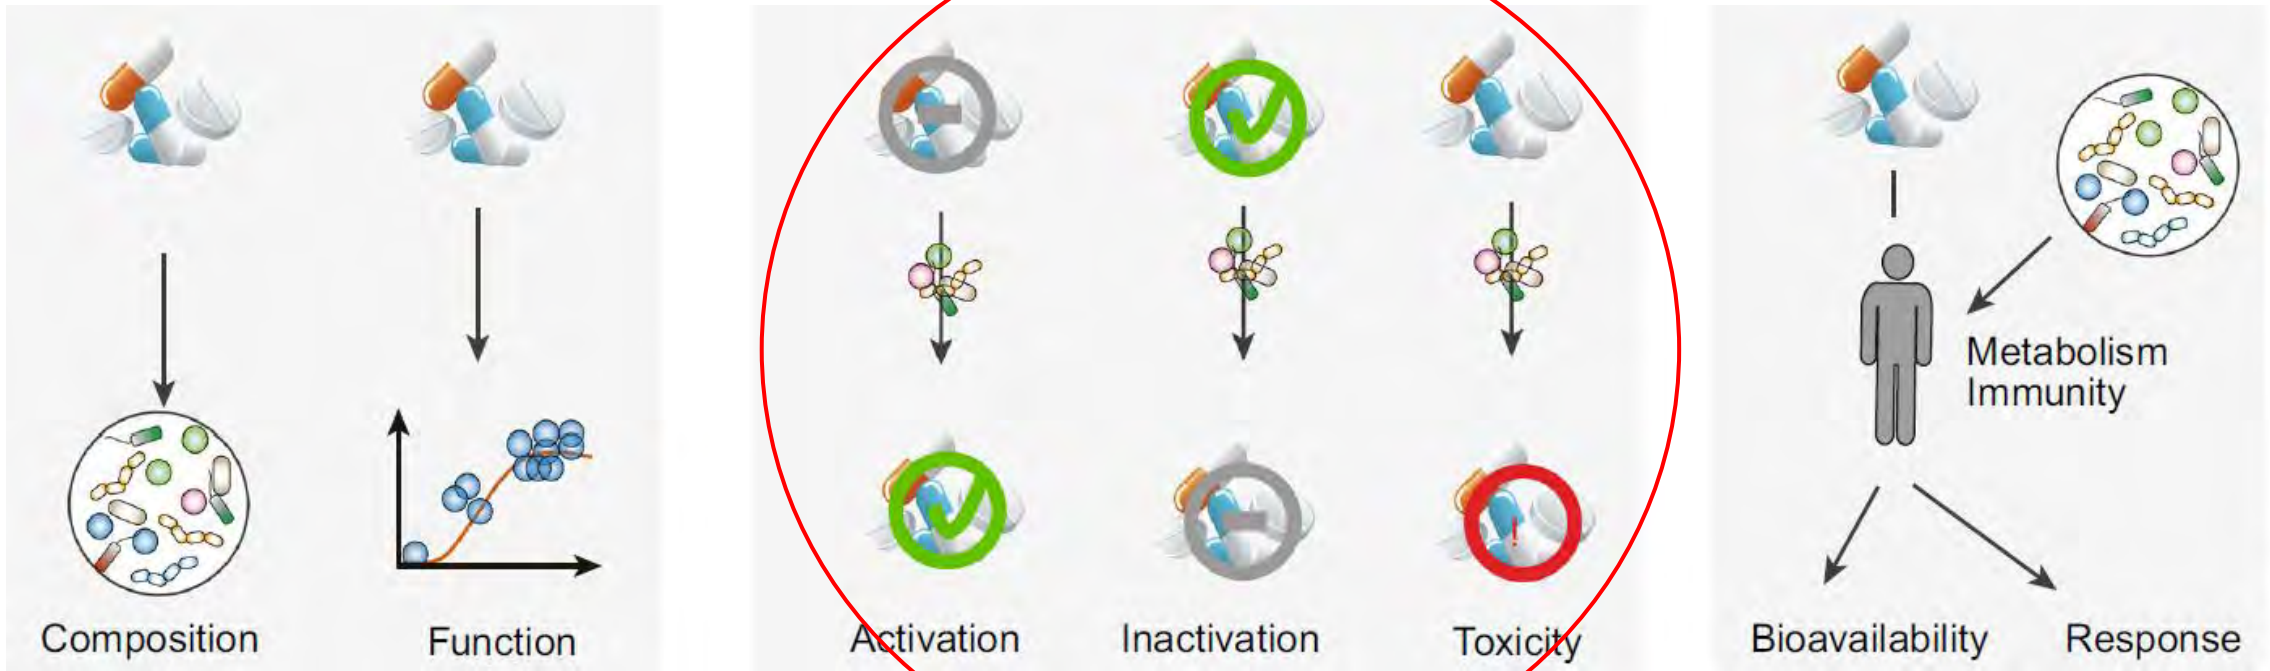 Metabolism
Immunity
Composition
Function
Activation
Inactivation
!
Toxicity
Bioavailability
Response